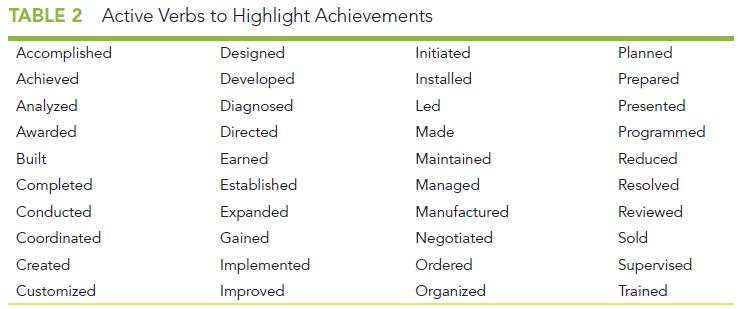 TABLE 2 Active Verbs to Highlight Achievements
Accomplished Designed Initiated Planned
Achieved Developed Installed Prepared
Analyzed Diagnosed Led Presented
Awarded Directed Made Programmed
Built Earned Maintained Reduced
Completed Established Managed Resolved
Conducted Expanded Manufactured Reviewed
Coordinated Gained Negotiated Sold
Created Implemented Ordered Supervised
Customized Improved Organized Trained